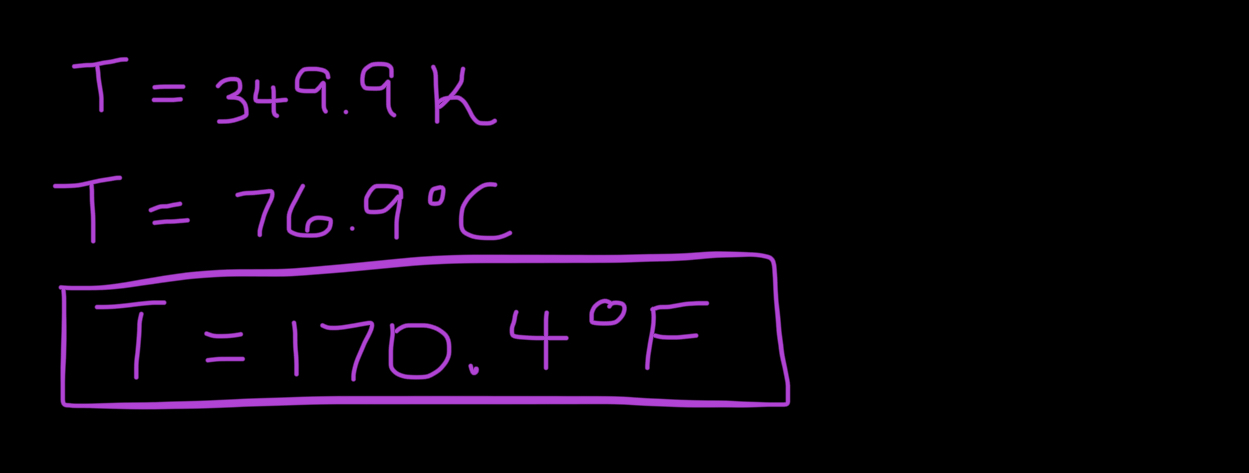 T = 349.9 K
T = 76.9°C
T = 170.4°F